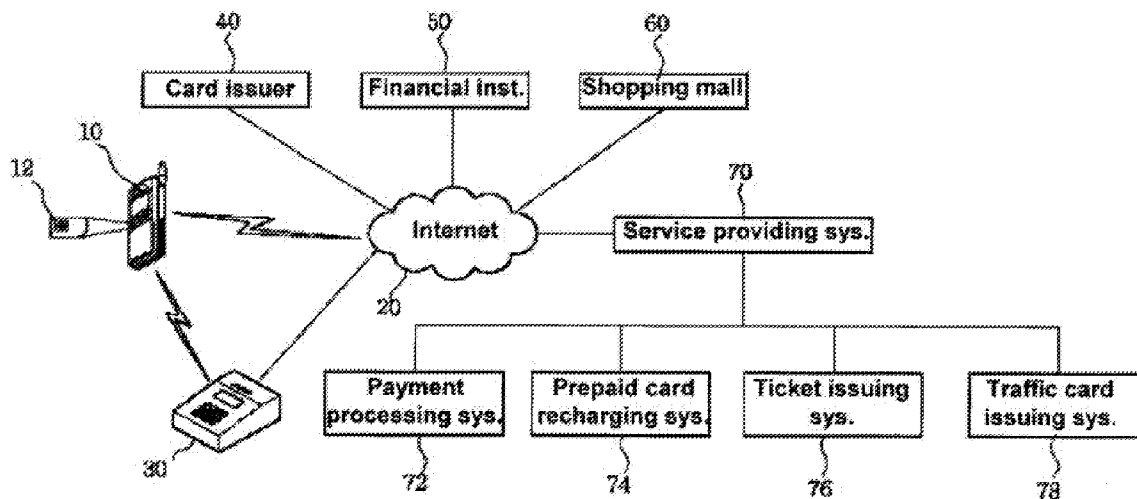 40
50
60
Card issuer
Financial inst.
Shopping mall
10
12
70
Internet
Service providing sys.
20
Payment
processing sys.
Prepaid card
recharging sys.
Ticket issuing
sys.
Traffic card
issuing sys.
30
72
74
76
78